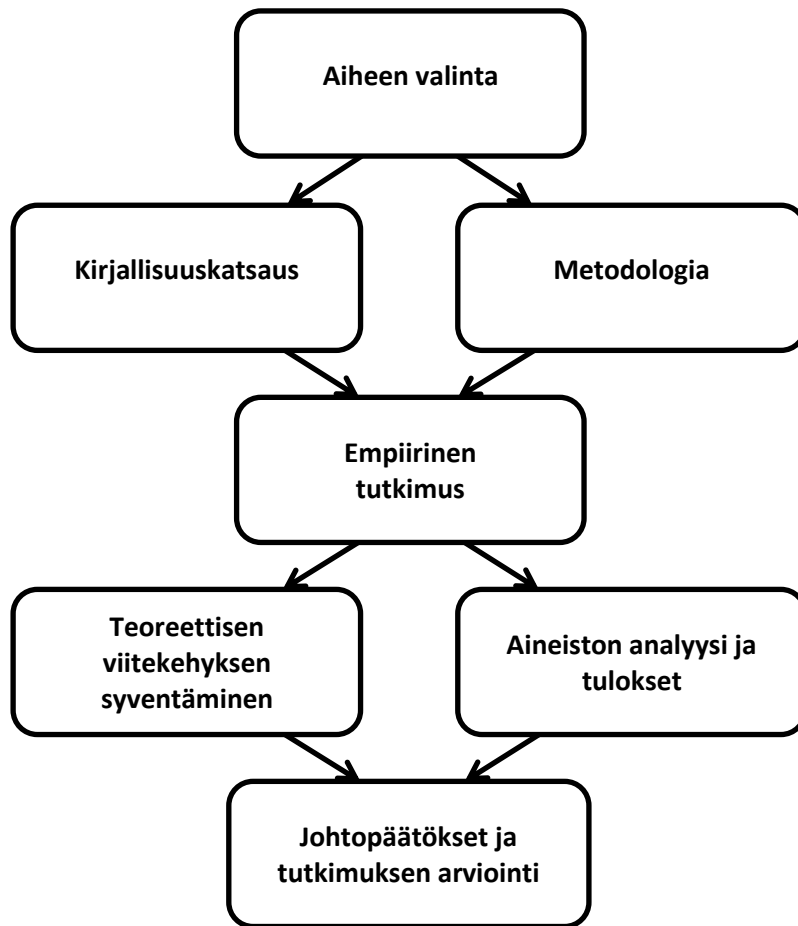 Aiheen valinta
Kirjallisuuskatsaus
Metodologia
Empiirinen
tutkimus
Teoreettisen
viitekehyksen
syventäminen
Aineiston analyysi ja
tulokset
Johtopäätökset ja
tutkimuksen arviointi